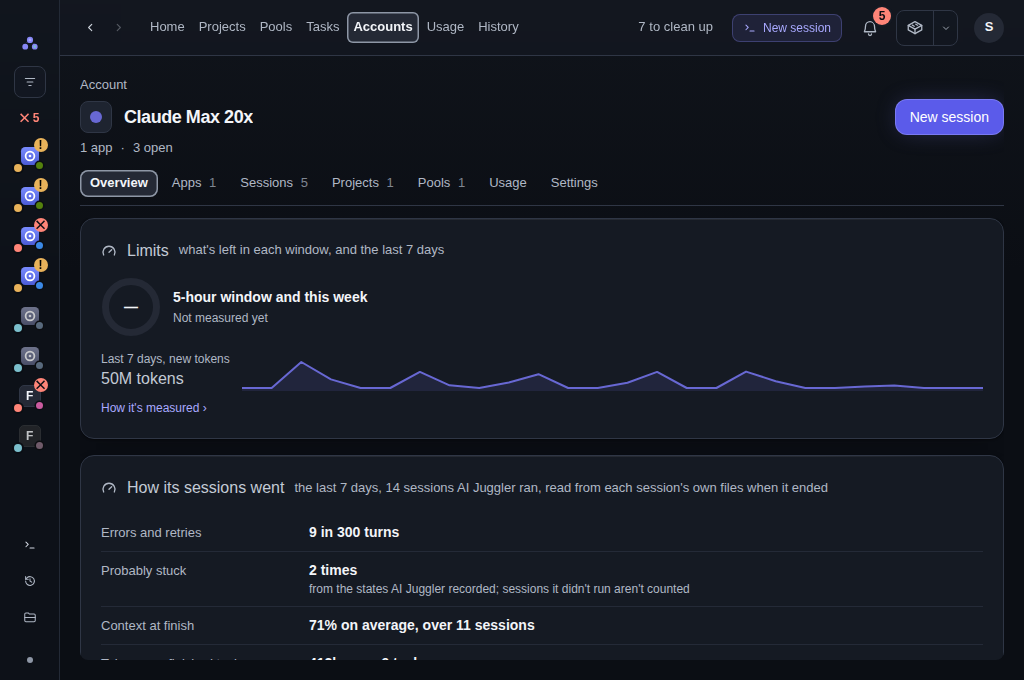 Home Projects Pools Tasks Accounts Usage History 7 to clean up New session 5 S
5
!
!
!
F
F
Account
Claude Max 20x
New session
1 app · 3 open
Overview Apps 1 Sessions 5 Projects 1 Pools 1 Usage Settings
Limits what's left in each window, and the last 7 days
—
5-hour window and this week
Not measured yet
Last 7 days, new tokens
50M tokens
How it's measured ›
How its sessions went the last 7 days, 14 sessions AI Juggler ran, read from each session's own files when it ended
Errors and retries 9 in 300 turns
Probably stuck 2 times
from the states AI Juggler recorded; sessions it didn't run aren't counted
Context at finish 71% on average, over 11 sessions